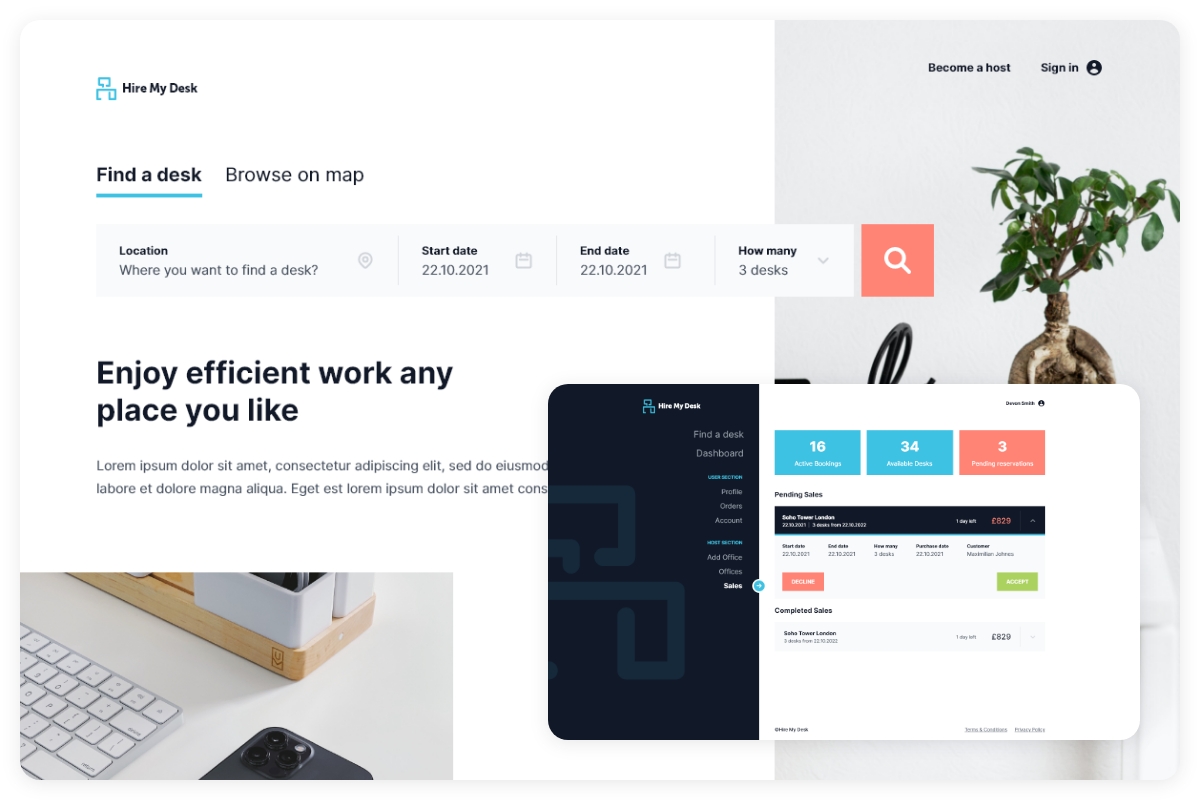 Hire My Desk
Become a host
Sign in
Find a desk
Browse on map
Location
Where you want to find a desk?
Start date
22.10.2021
End date
22.10.2021
How many
3 desks
Enjoy efficient work any
place you like
Lorem ipsum dolor sit amet, consectetur adipiscing elit, sed do eiusmod
labore et dolore magna aliqua. Eget est lorem ipsum dolor sit amet cons
Hire My Desk
Find a desk
Dashboard
USER SECTION
Profile
Orders
Account
HOST SECTION
Add Office
Offices
Sales
Devon Smith
16
Active Bookings
34
Avaliable Desks
3
Pending reservations
Pending Sales
Soho Tower London
22.10.2021 | 3 desks from 22.10.2022
1 day left
£829
Start date
22.10.2021
End date
22.10.2021
How many
3 desks
Purchase date
22.10.2021
Customer
Maximilian Johnes
DECLINE
ACCEPT
Completed Sales
Soho Tower London
3 desks from 22.10.2022
1 day left
£829
©Hire My Desk
Terms & Conditions
Privacy Policy